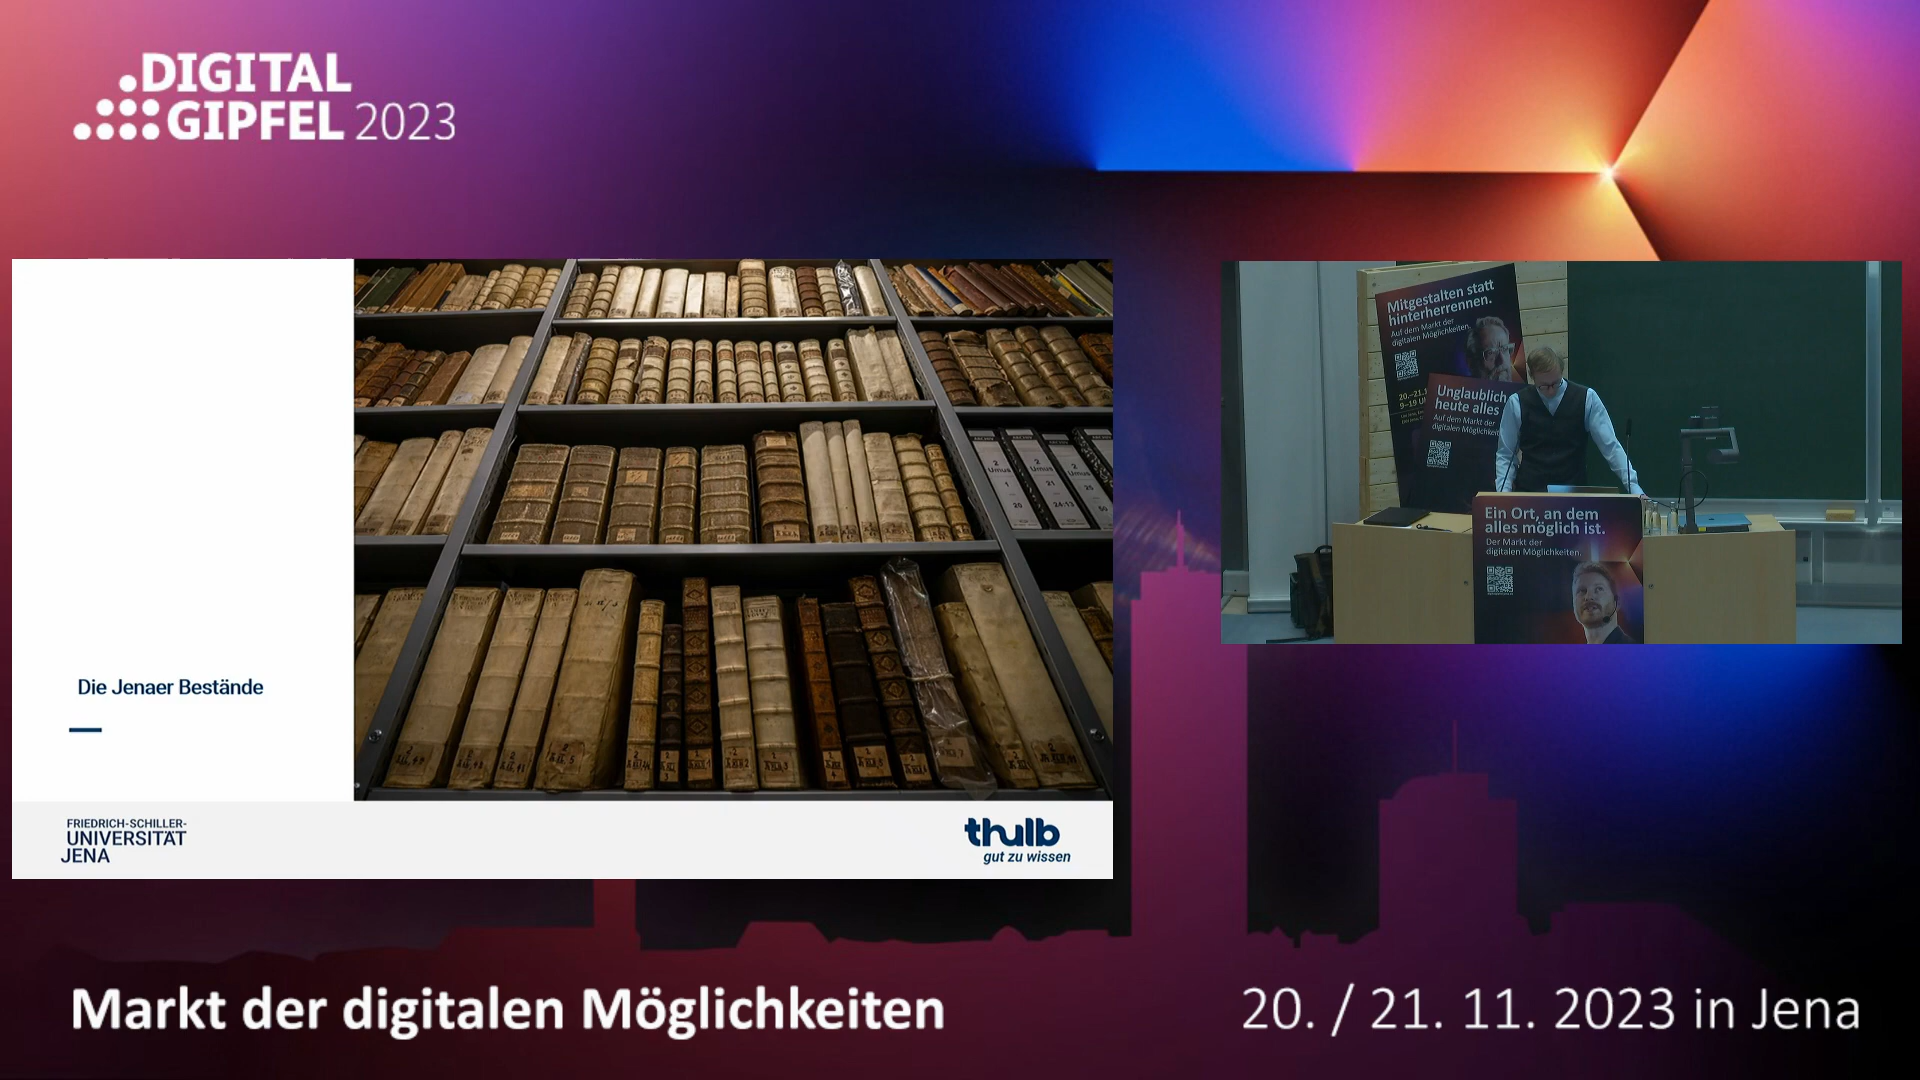 DIGITAL
GIPFEL 2023
Die Jenaer Bestände
FRIEDRICH-SCHILLER-
UNIVERSITÄT
JENA
thulb
gut zu wissen
Mitgestalten statt
hinterherrennen.
Auf dem Markt der
digitalen Möglichkeiten.
20.–21.
Unglaublich
heute alles
Auf dem Markt der
Ein Ort, an dem
alles möglich ist.
Der Markt der
digitalen Möglichkeiten.
Markt der digitalen Möglichkeiten
20. / 21. 11. 2023 in Jena